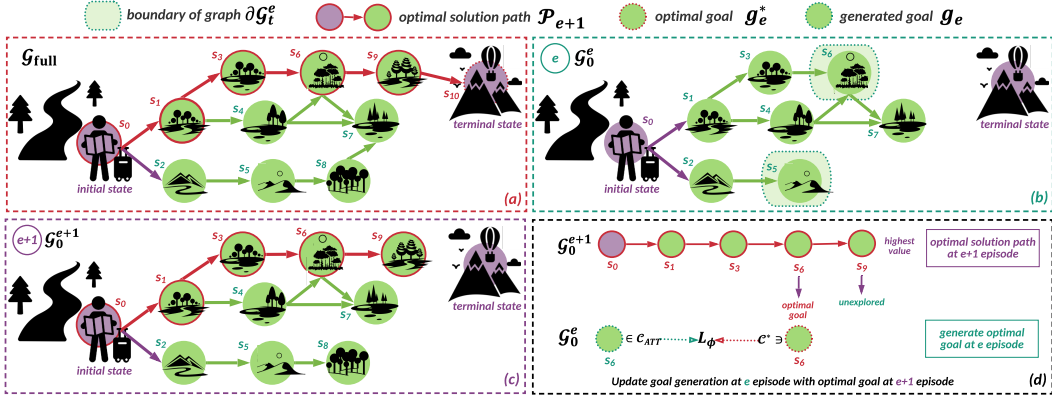 boundary of graph ∂𝒢ₜᵉ
optimal solution path 𝒫ₑ₊₁
optimal goal gₑ*
generated goal gₑ
𝒢_full
s₀
s₁
s₂
s₃
s₄
s₅
s₆
s₇
s₈
s₉
s₁₀
initial state
terminal state
(a)
e
𝒢₀ᵉ
s₀
s₁
s₂
s₃
s₄
s₅
s₆
s₇
initial state
terminal state
(b)
e+1
𝒢₀ᵉ⁺¹
s₀
s₁
s₂
s₃
s₄
s₅
s₆
s₇
s₈
s₉
initial state
terminal state
(c)
𝒢₀ᵉ⁺¹
s₀
s₁
s₃
s₆
s₉
highest
value
optimal solution path
at e+1 episode
optimal
goal
unexplored
𝒢₀ᵉ
s₆
∈ 𝒞_ATT
L_ϕ
𝒞* ∋
s₆
generate optimal
goal at e episode
Update goal generation at e episode with optimal goal at e+1 episode
(d)